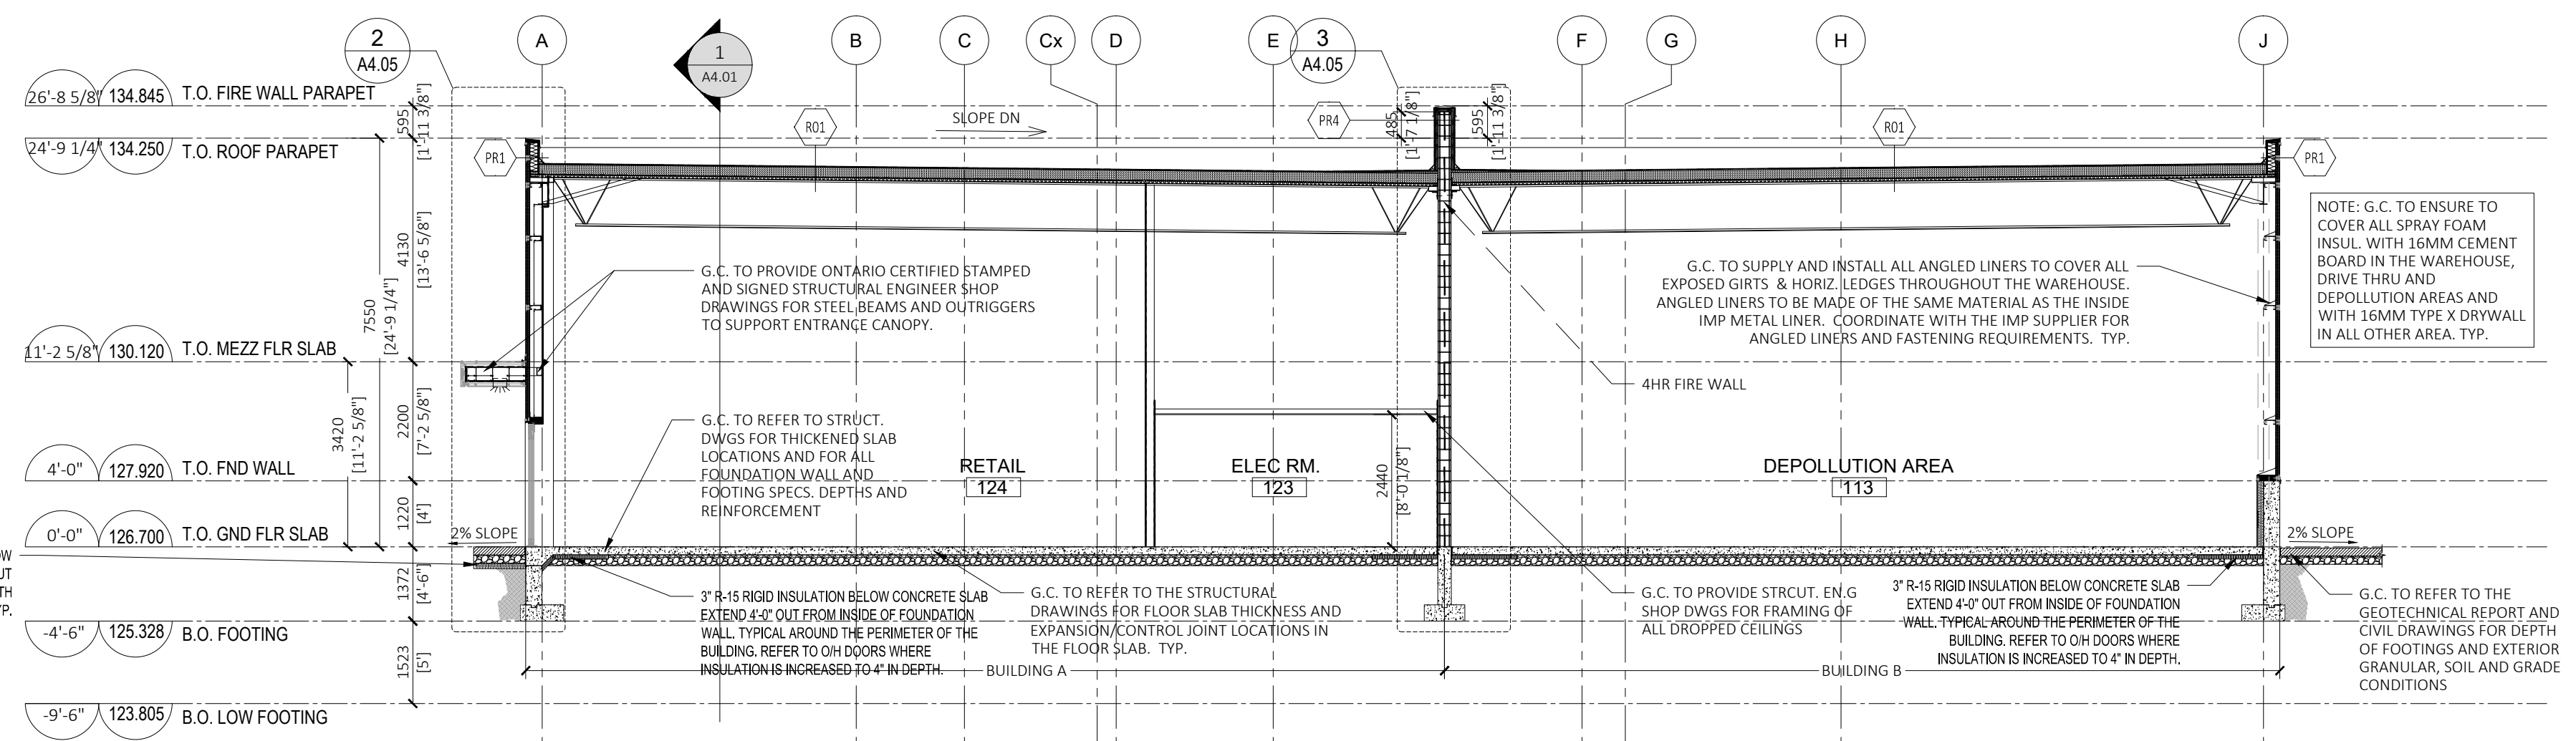 2
A4.05
A
1
A4.01
B
C
Cx
D
E
3
A4.05
F
G
H
J
26'-8 5/8" 134.845 T.O. FIRE WALL PARAPET
24'-9 1/4" 134.250 T.O. ROOF PARAPET
11'-2 5/8" 130.120 T.O. MEZZ FLR SLAB
4'-0" 127.920 T.O. FND WALL
0'-0" 126.700 T.O. GND FLR SLAB
-4'-6" 125.328 B.O. FOOTING
-9'-6" 123.805 B.O. LOW FOOTING
OW
UT
TH
YP.
595
[1'-11 3/8"]
4130
[13'-6 5/8"]
7550
[24'-9 1/4"]
3420
[11'-2 5/8"]
2200
[7'-2 5/8"]
1220
[4']
1372
[4'-6"]
1523
[5']
PR1
R01
SLOPE DN
PR4
485
[1'-7 1/8"]
595
[1'-11 3/8"]
R01
PR1
G.C. TO PROVIDE ONTARIO CERTIFIED STAMPED
AND SIGNED STRUCTURAL ENGINEER SHOP
DRAWINGS FOR STEEL BEAMS AND OUTRIGGERS
TO SUPPORT ENTRANCE CANOPY.
G.C. TO SUPPLY AND INSTALL ALL ANGLED LINERS TO COVER ALL
EXPOSED GIRTS & HORIZ. LEDGES THROUGHOUT THE WAREHOUSE.
ANGLED LINERS TO BE MADE OF THE SAME MATERIAL AS THE INSIDE
IMP METAL LINER. COORDINATE WITH THE IMP SUPPLIER FOR
ANGLED LINERS AND FASTENING REQUIREMENTS. TYP.
NOTE: G.C. TO ENSURE TO
COVER ALL SPRAY FOAM
INSUL. WITH 16MM CEMENT
BOARD IN THE WAREHOUSE,
DRIVE THRU AND
DEPOLLUTION AREAS AND
WITH 16MM TYPE X DRYWALL
IN ALL OTHER AREA. TYP.
4HR FIRE WALL
G.C. TO REFER TO STRUCT.
DWGS FOR THICKENED SLAB
LOCATIONS AND FOR ALL
FOUNDATION WALL AND
FOOTING SPECS. DEPTHS AND
REINFORCEMENT
RETAIL
124
ELEC RM.
123
2440
[8'-0 1/8"]
DEPOLLUTION AREA
113
2% SLOPE
2% SLOPE
3" R-15 RIGID INSULATION BELOW CONCRETE SLAB
EXTEND 4'-0" OUT FROM INSIDE OF FOUNDATION
WALL. TYPICAL AROUND THE PERIMETER OF THE
BUILDING. REFER TO O/H DOORS WHERE
INSULATION IS INCREASED TO 4" IN DEPTH.
G.C. TO REFER TO THE STRUCTURAL
DRAWINGS FOR FLOOR SLAB THICKNESS AND
EXPANSION/CONTROL JOINT LOCATIONS IN
THE FLOOR SLAB. TYP.
G.C. TO PROVIDE STRCUT. EN.G
SHOP DWGS FOR FRAMING OF
ALL DROPPED CEILINGS
3" R-15 RIGID INSULATION BELOW CONCRETE SLAB
EXTEND 4'-0" OUT FROM INSIDE OF FOUNDATION
WALL. TYPICAL AROUND THE PERIMETER OF THE
BUILDING. REFER TO O/H DOORS WHERE
INSULATION IS INCREASED TO 4" IN DEPTH.
G.C. TO REFER TO THE
GEOTECHNICAL REPORT AND
CIVIL DRAWINGS FOR DEPTH
OF FOOTINGS AND EXTERIOR
GRANULAR, SOIL AND GRADE
CONDITIONS
BUILDING A
BUILDING B